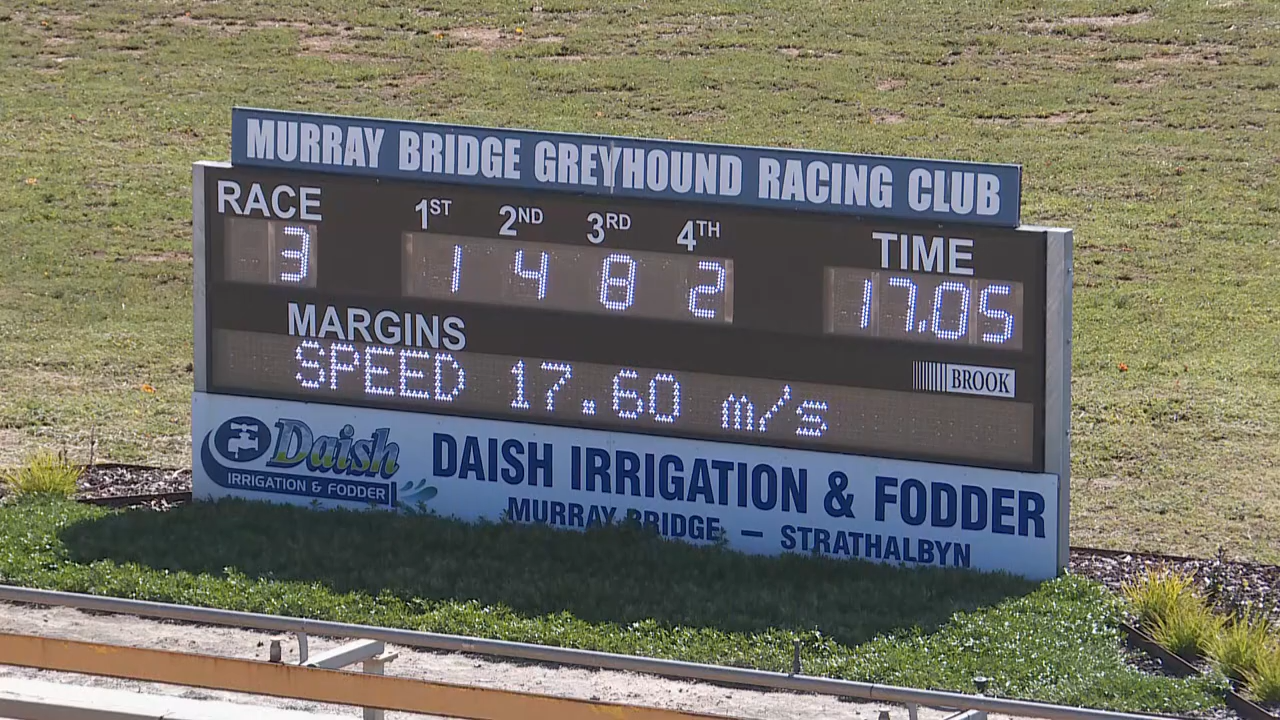 MURRAY BRIDGE GREYHOUND RACING CLUB
RACE 1ST 2ND 3RD 4TH TIME
3 1 4 8 2 17.05
MARGINS
BROOK
SPEED 17.60 m/s
Daish
IRRIGATION & FODDER
DAISH IRRIGATION & FODDER
MURRAY BRIDGE — STRATHALBYN